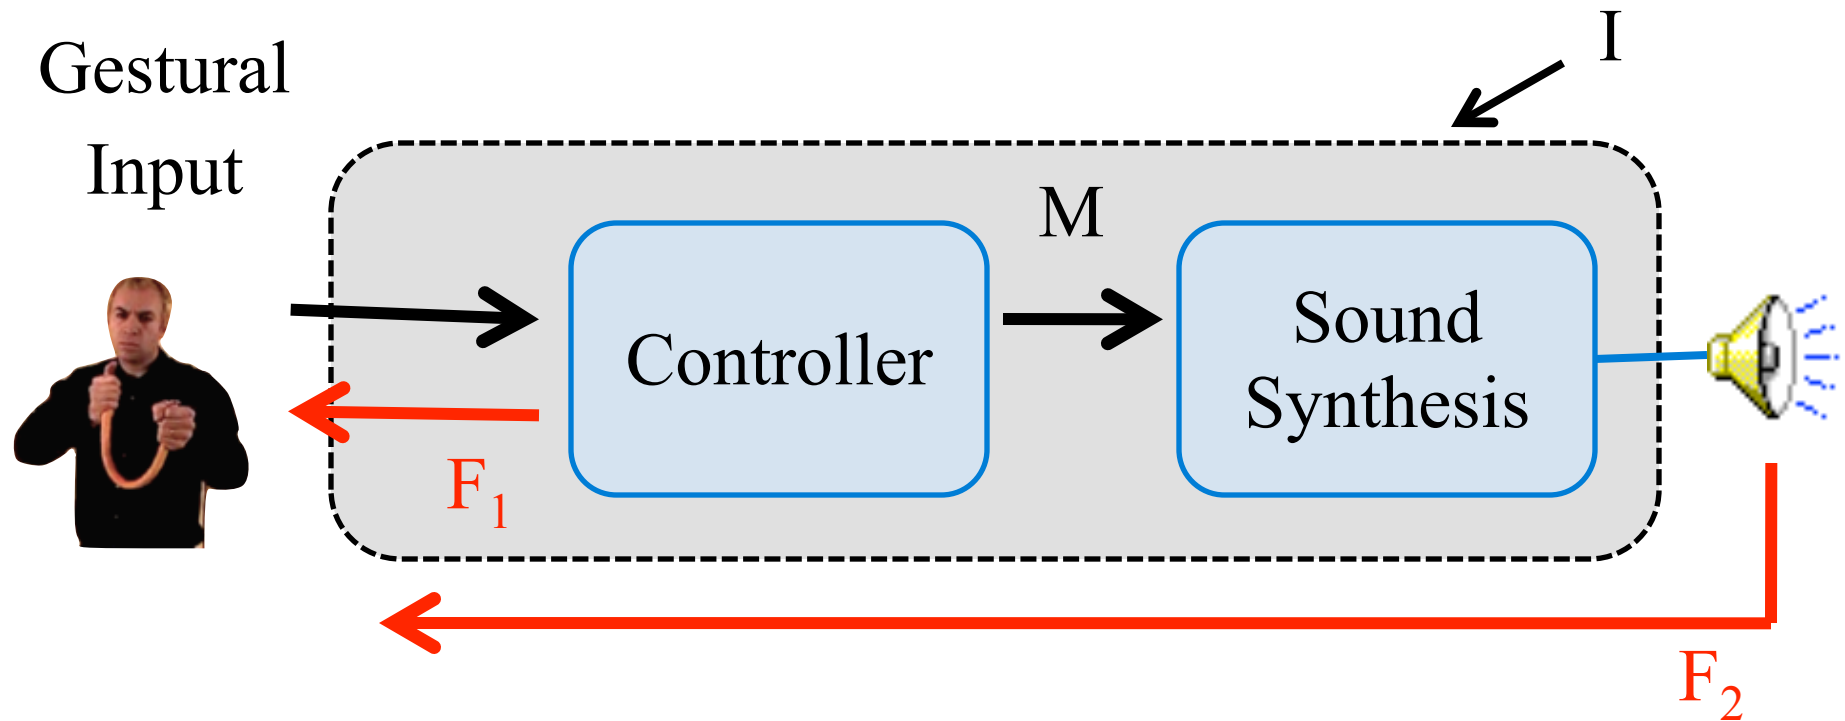 Gestural
Input
I
M
Controller
Sound
Synthesis
F₁
F₂